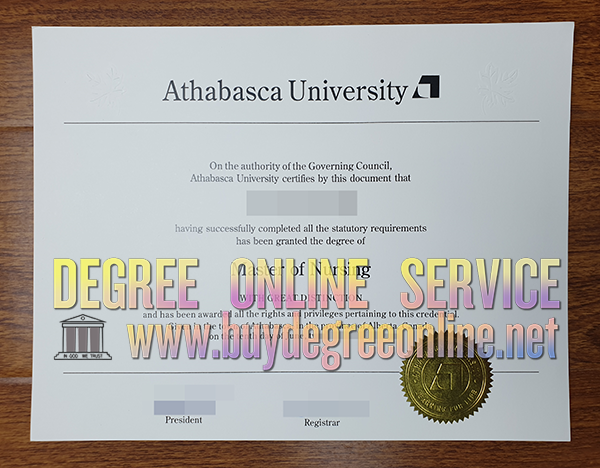 Athabasca University
On the authority of the Governing Council,
Athabasca University certifies by this document that
having successfully completed all the statutory requirements
has been granted the degree of
Master of Nursing
WITH GREAT DISTINCTION
DEGREE ONLINE SERVICE
and has been awarded all the rights and privileges pertaining to this credential.
IN GOD WE TRUST
www.buydegreeonline.net
President
Registrar